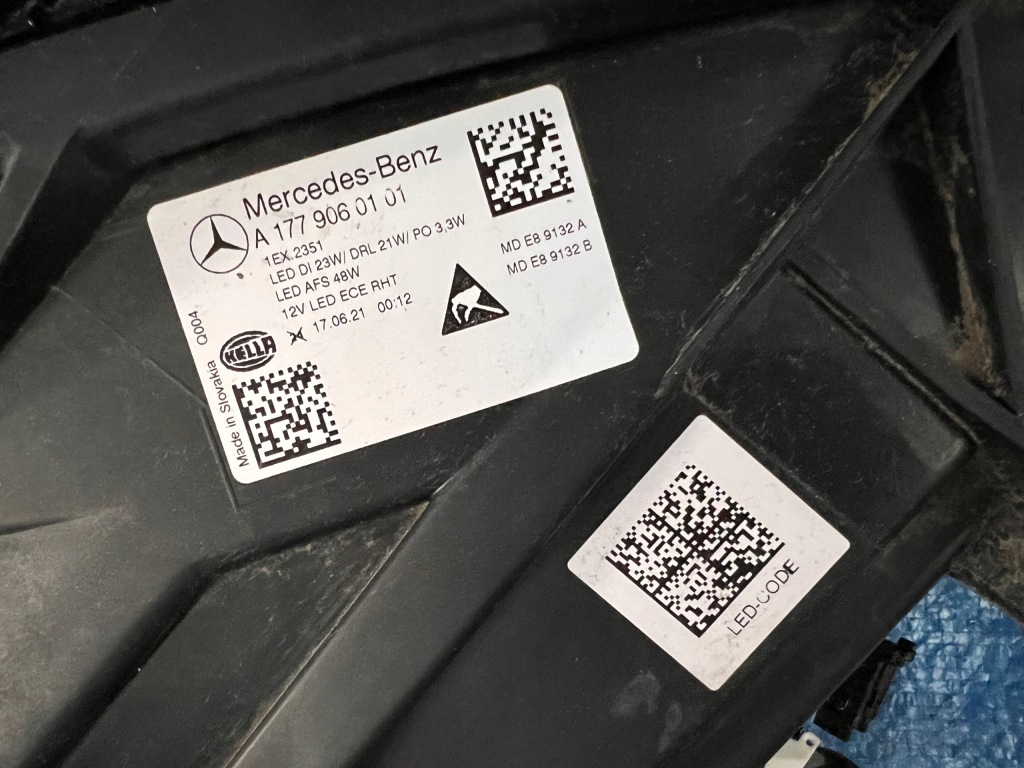 Mercedes-Benz
A 177 906 01 01
1EX.2351
LED DI 23W/ DRL 21W/ PO 3,3W
LED AFS 48W
12V LED ECE RHT
17.06.21 00:12
MD E8 9132 A
MD E8 9132 B
HELLA
Made in Slovakia Q004
LED-CODE